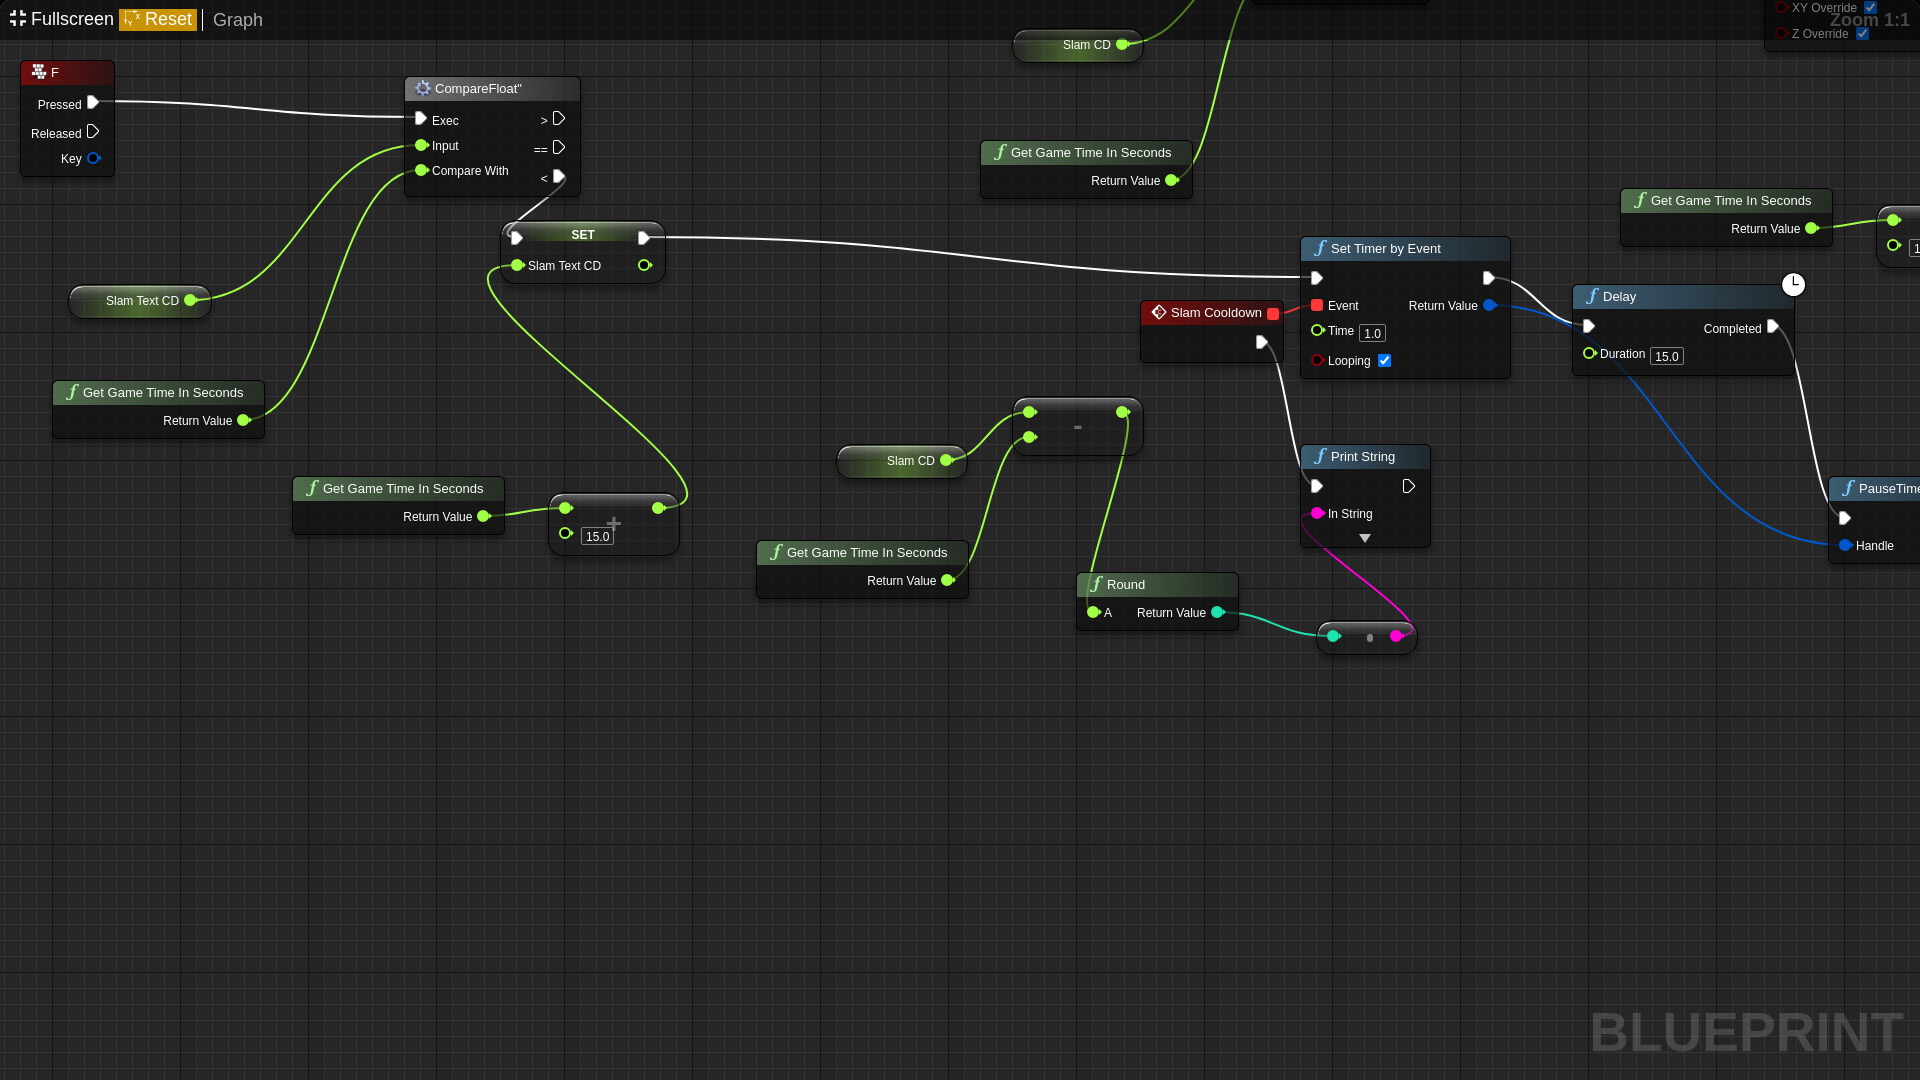 Fullscreen Reset Graph
Zoom 1:1
XY Override
Z Override
Slam CD
F
Pressed
Released
Key
CompareFloat"
Exec >
Input ==
Compare With <
Get Game Time In Seconds
Return Value
Get Game Time In Seconds
Return Value
SET
Slam Text CD
Set Timer by Event
Event Return Value
Time 1.0
Looping
Slam Cooldown
Delay
Completed
Duration 15.0
Slam Text CD
Get Game Time In Seconds
Return Value
Slam CD
-
Print String
In String
Get Game Time In Seconds
Return Value
+
15.0
PauseTime
Handle
Get Game Time In Seconds
Return Value
Round
A Return Value
BLUEPRINT